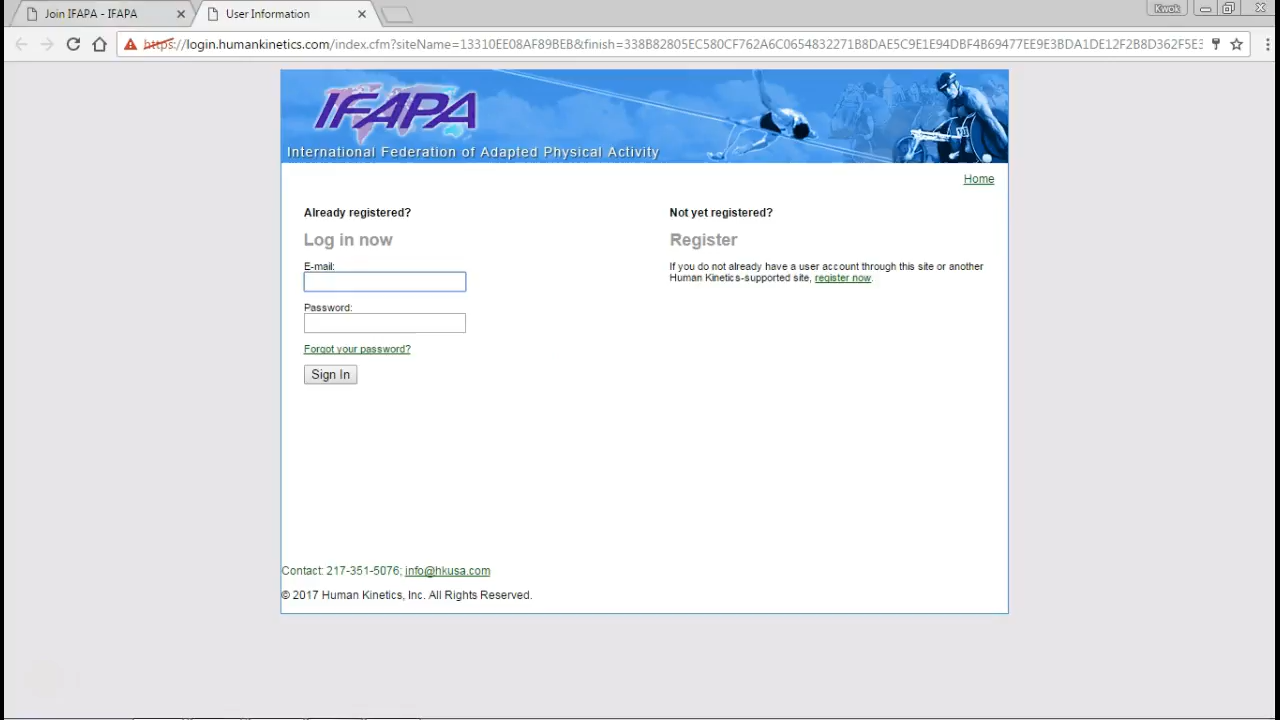 Join IFAPA - IFAPA
User Information
Kwok
https://login.humankinetics.com/index.cfm?siteName=13310EE08AF89BEB&finish=338B82805EC580CF762A6C0654832271B8DAE5C9E1E94DBF4B69477EE9E3BDA1DE12F2B8D362F5E3
IFAPA
International Federation of Adapted Physical Activity
Home
Already registered?
Log in now
E-mail:
Password:
Forgot your password?
Sign In
Not yet registered?
Register
If you do not already have a user account through this site or another
Human Kinetics-supported site, register now.
Contact: 217-351-5076; info@hkusa.com
© 2017 Human Kinetics, Inc. All Rights Reserved.